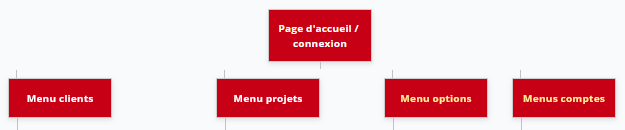 Page d'accueil /
connexion
Menu clients
Menu projets
Menu options
Menus comptes